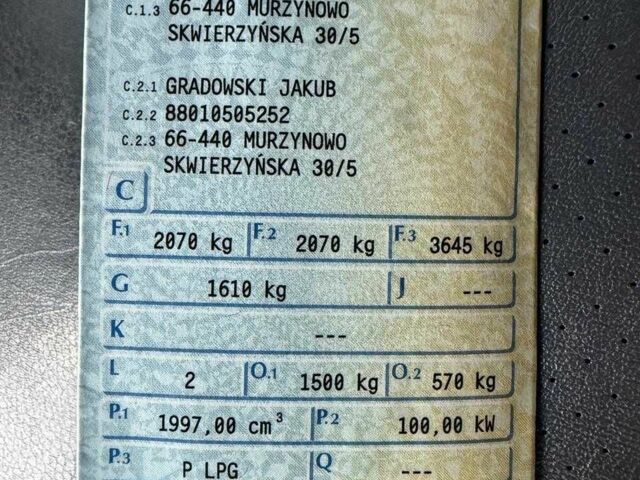 C.1.3 66-440 MURZYNOWO
SKWIERZYŃSKA 30/5
C.2.1 GRADOWSKI JAKUB
C.2.2 88010505252
C.2.3 66-440 MURZYNOWO
SKWIERZYŃSKA 30/5
C
F.1 2070 kg F.2 2070 kg F.3 3645 kg
G 1610 kg J ---
K ---
L 2 O.1 1500 kg O.2 570 kg
P.1 1997,00 cm³ P.2 100,00 kW
P.3 P LPG Q ---